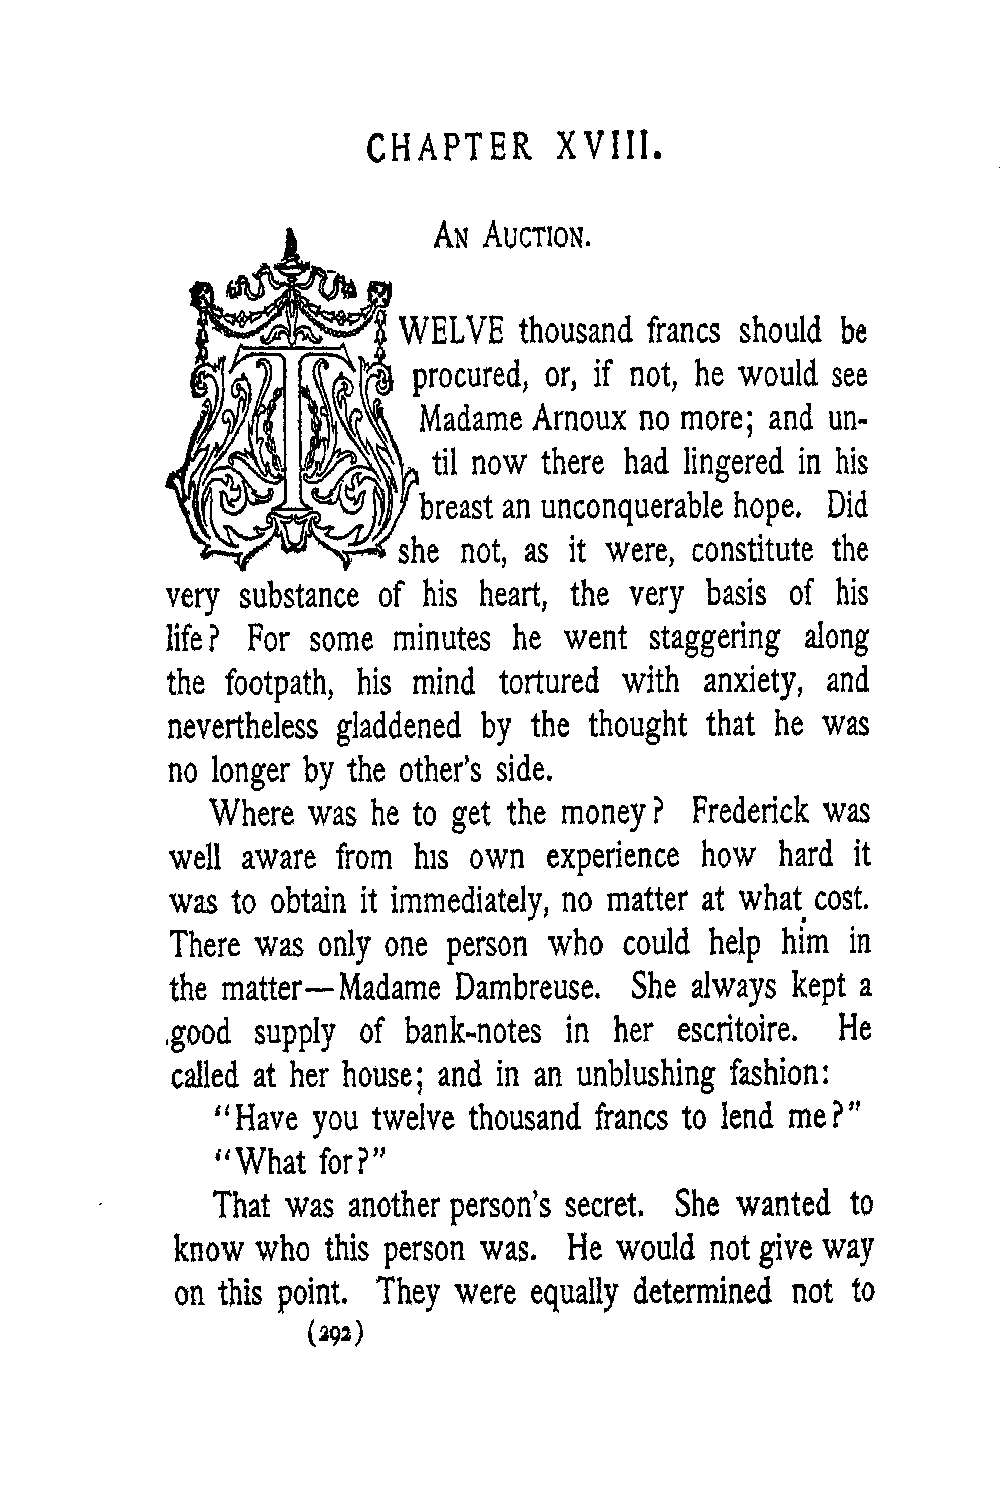 CHAPTER XVIII.
AN AUCTION.
TWELVE thousand francs should be
procured, or, if not, he would see
Madame Arnoux no more; and un-
til now there had lingered in his
breast an unconquerable hope. Did
she not, as it were, constitute the
very substance of his heart, the very basis of his
life? For some minutes he went staggering along
the footpath, his mind tortured with anxiety, and
nevertheless gladdened by the thought that he was
no longer by the other's side.
Where was he to get the money? Frederick was
well aware from his own experience how hard it
was to obtain it immediately, no matter at what cost.
There was only one person who could help him in
the matter—Madame Dambreuse. She always kept a
good supply of bank-notes in her escritoire. He
called at her house; and in an unblushing fashion:
"Have you twelve thousand francs to lend me?"
"What for?"
That was another person's secret. She wanted to
know who this person was. He would not give way
on this point. They were equally determined not to
(292)